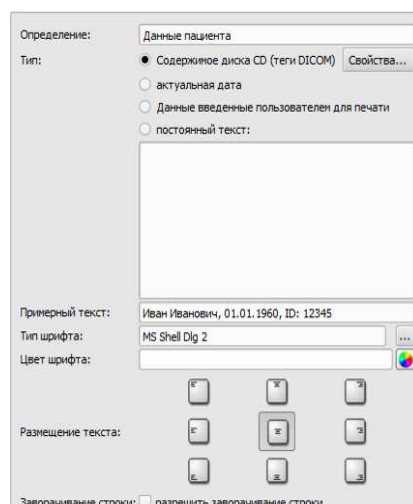 Определение: Данные пациента
Тип: Содержимое диска CD (теги DICOM) Свойства...
актуальная дата
Данные введенные пользователем для печати
постоянный текст:
Примерный текст: Иван Иванович, 01.01.1960, ID: 12345
Тип шрифта: MS Shell Dlg 2 ...
Цвет шрифта:
Размещение текста:
Заворачивание строки: разрешить заворачивание строки